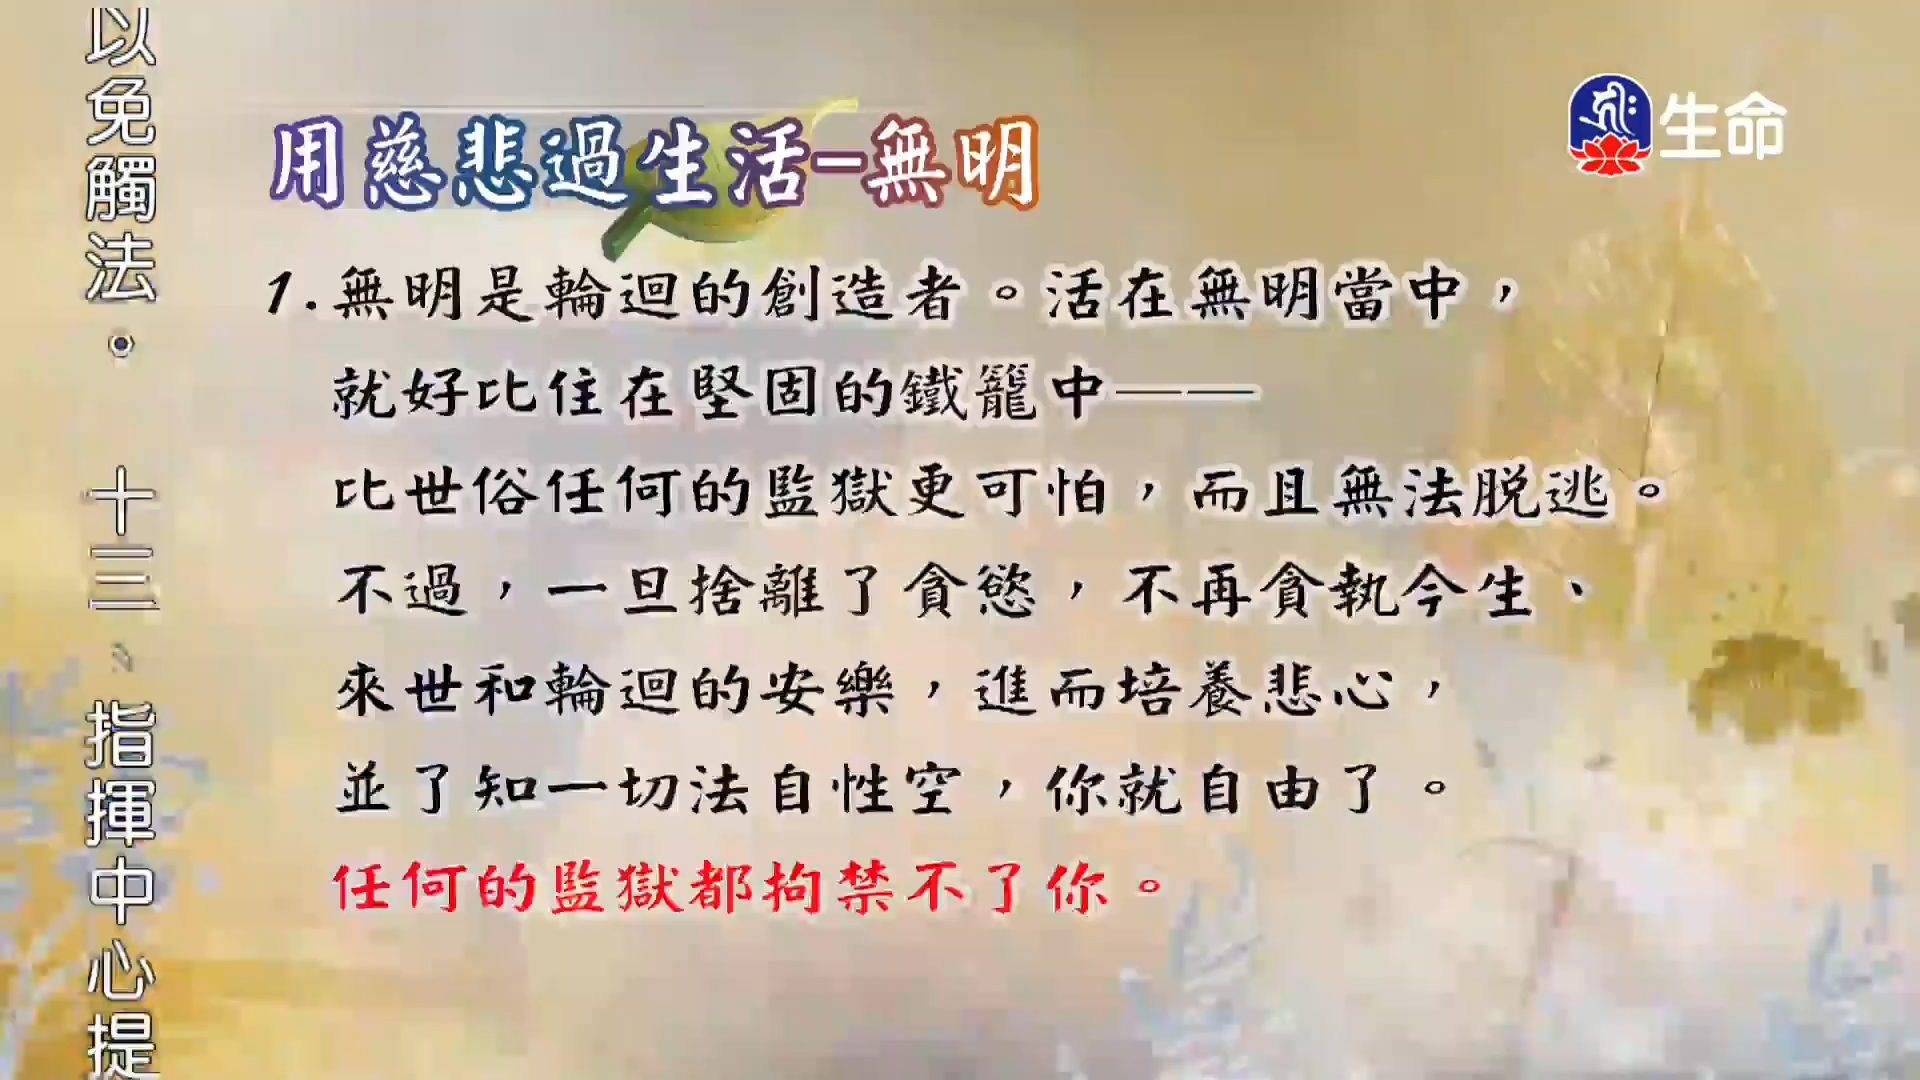 用慈悲過生活-無明
生命
1.無明是輪迴的創造者。活在無明當中，
就好比住在堅固的鐵籠中——
比世俗任何的監獄更可怕，而且無法脫逃。
不過，一旦捨離了貪慾，不再貪執今生、
來世和輪迴的安樂，進而培養悲心，
並了知一切法自性空，你就自由了。
任何的監獄都拘禁不了你。
以免觸法。 十三、指揮中心提